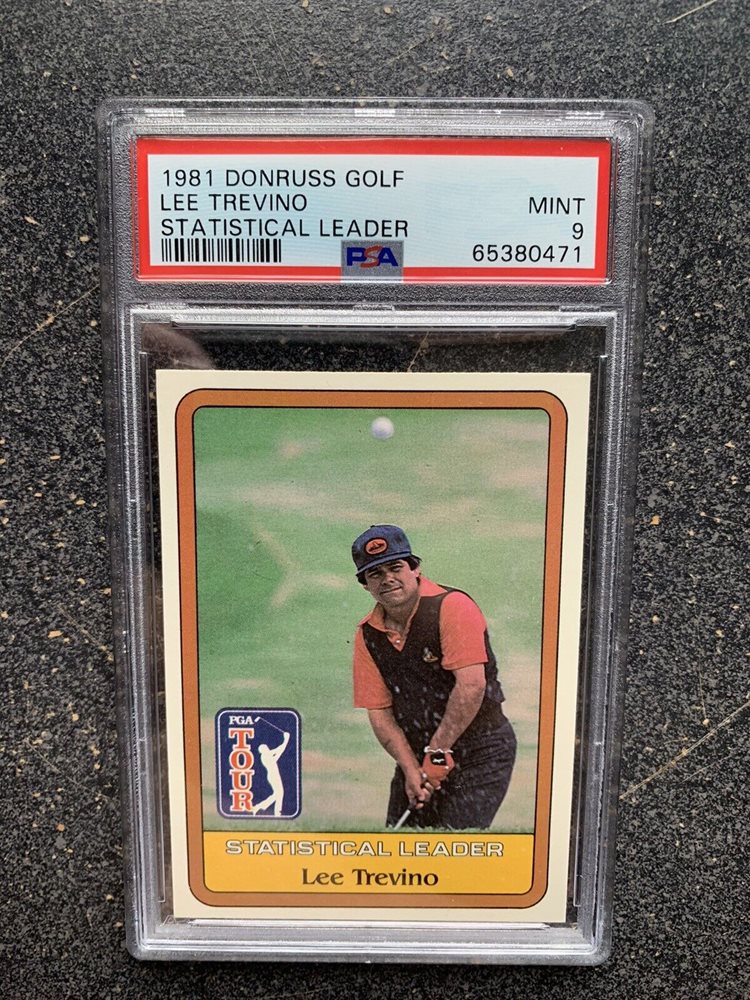 1981 DONRUSS GOLF
LEE TREVINO
STATISTICAL LEADER
MINT
9
65380471
PSA
PGA
TOUR
STATISTICAL LEADER
Lee Trevino